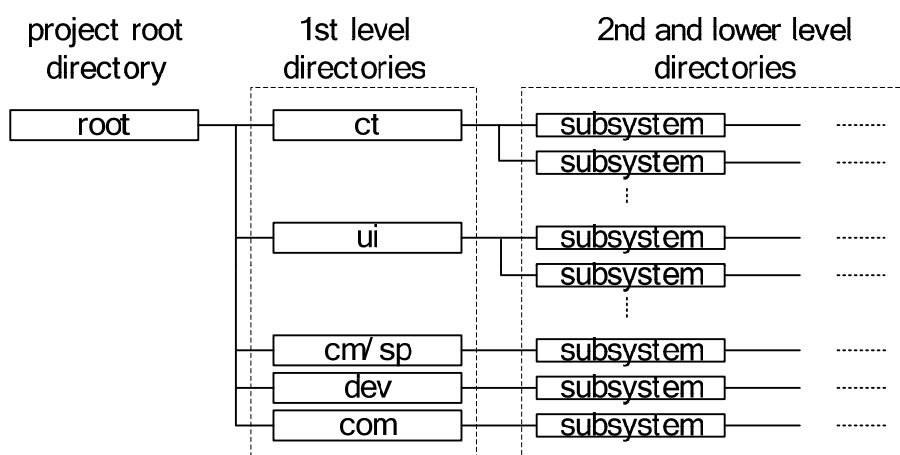 project root
directory
1st level
directories
2nd and lower level
directories
root
ct
subsystem
subsystem
ui
subsystem
subsystem
cm/sp
subsystem
dev
subsystem
com
subsystem